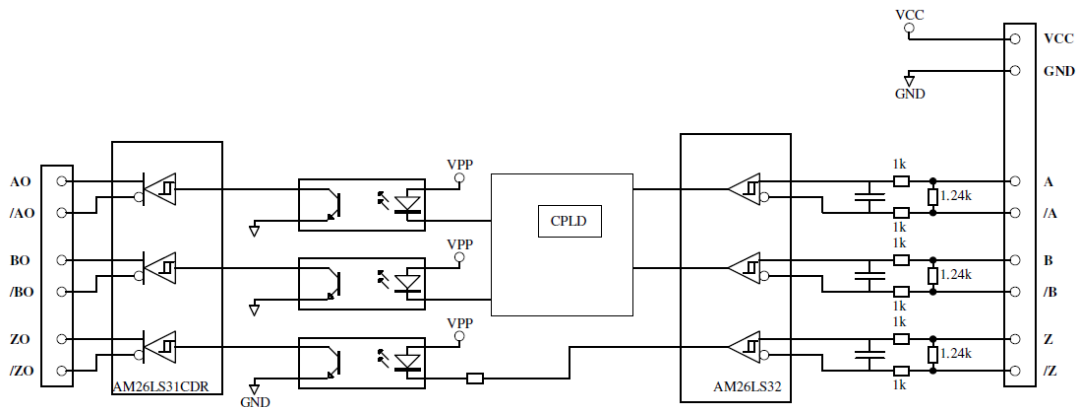 VCC
VCC
GND
GND
VPP
1k
AO
A
1.24k
/AO
CPLD
/A
1k
VPP
1k
BO
B
1.24k
/BO
/B
1k
VPP
1k
ZO
Z
1.24k
/ZO
/Z
1k
AM26LS31CDR
GND
AM26LS32